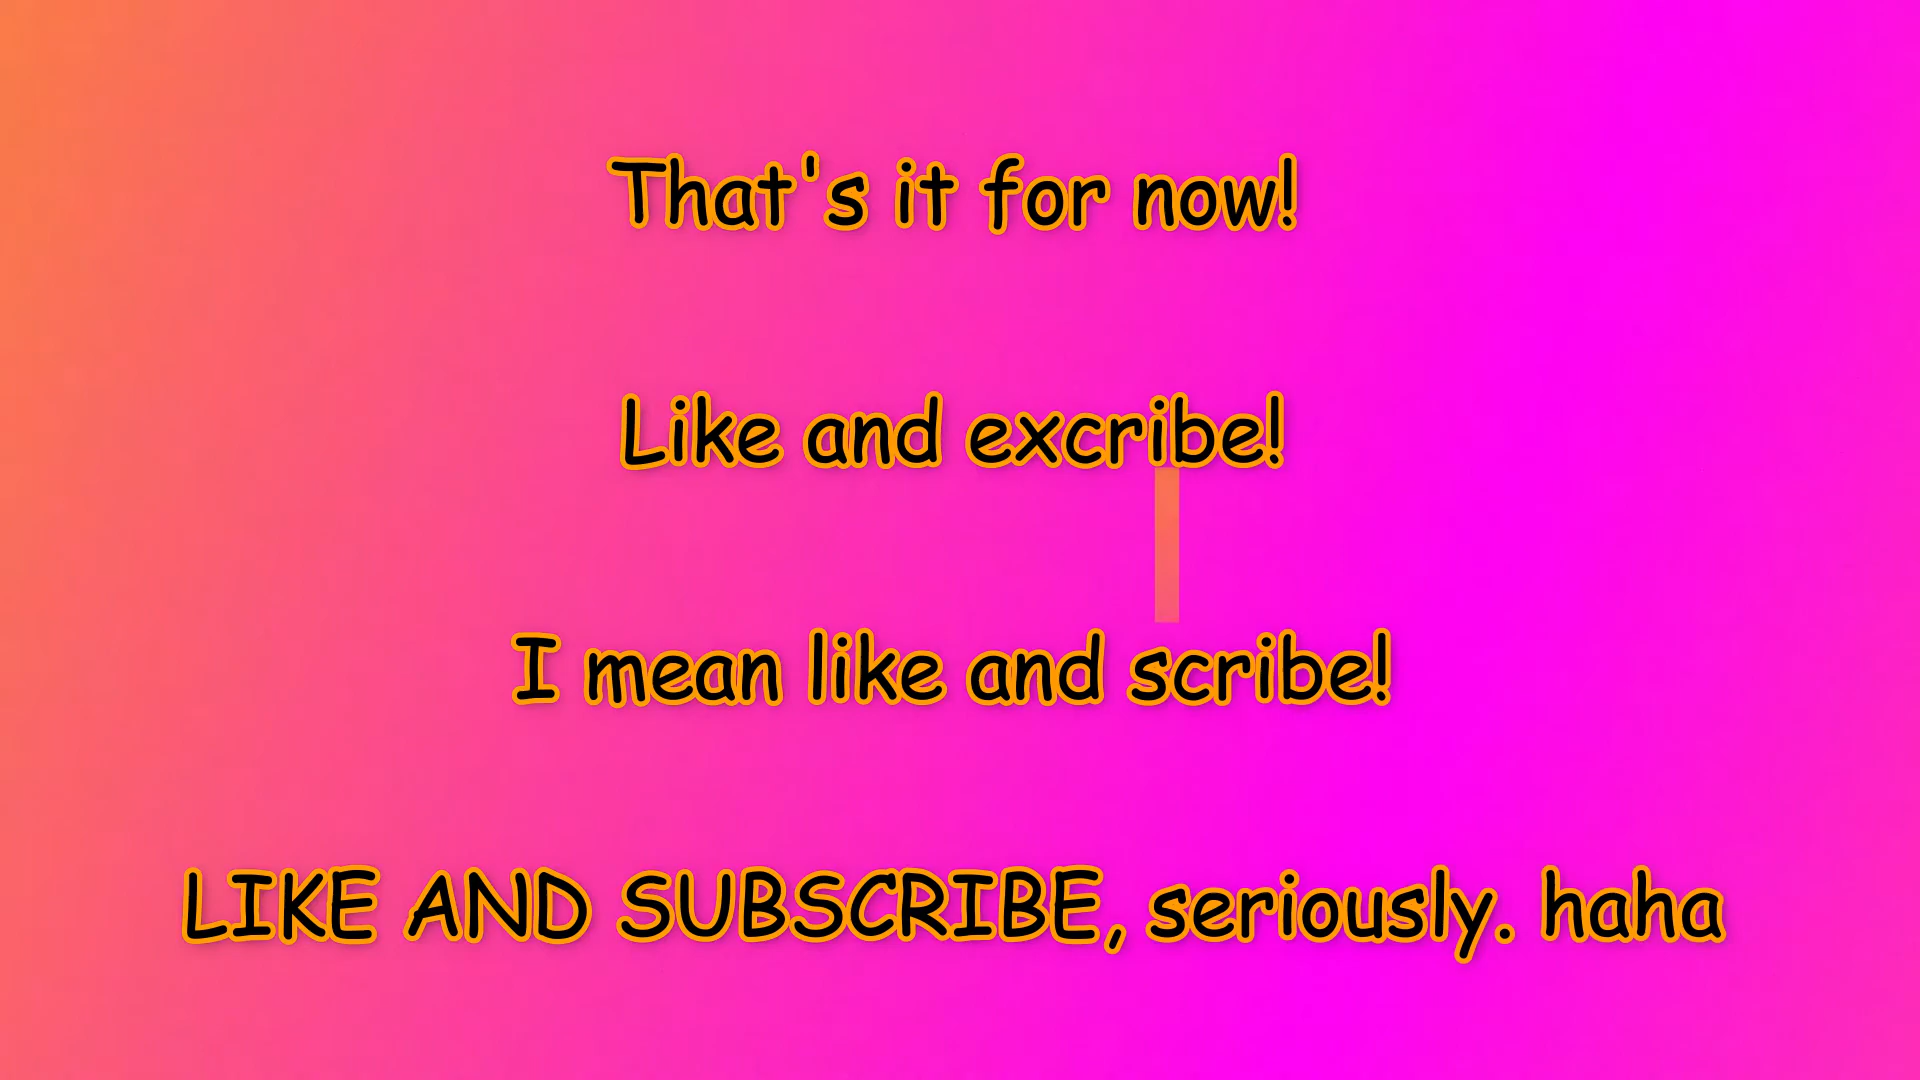 That's it for now!
Like and excribe!
I mean like and scribe!
LIKE AND SUBSCRIBE, seriously. haha